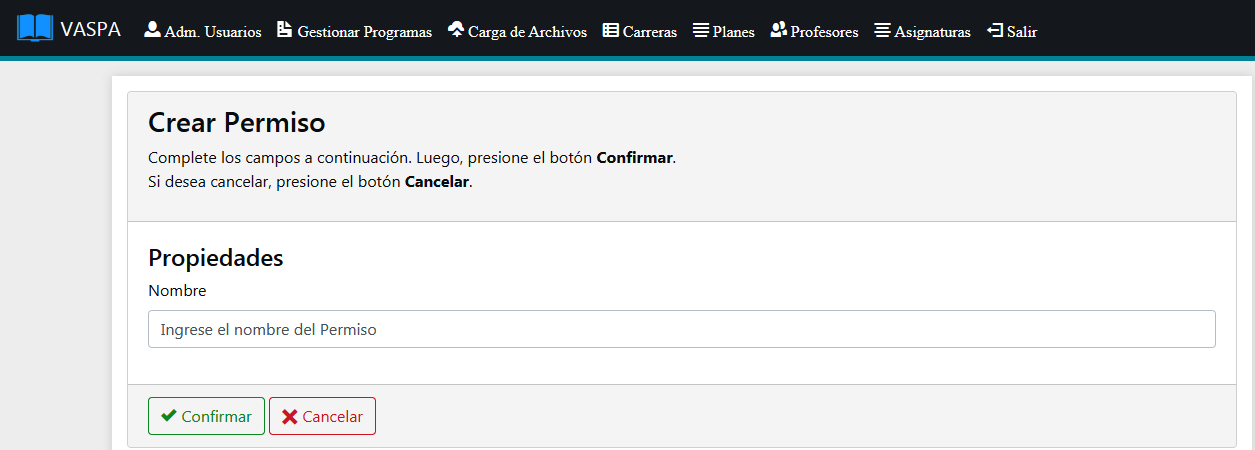 VASPA Adm. Usuarios Gestionar Programas Carga de Archivos Carreras Planes Profesores Asignaturas Salir
Crear Permiso
Complete los campos a continuación. Luego, presione el botón Confirmar.
Si desea cancelar, presione el botón Cancelar.
Propiedades
Nombre
Ingrese el nombre del Permiso
Confirmar Cancelar